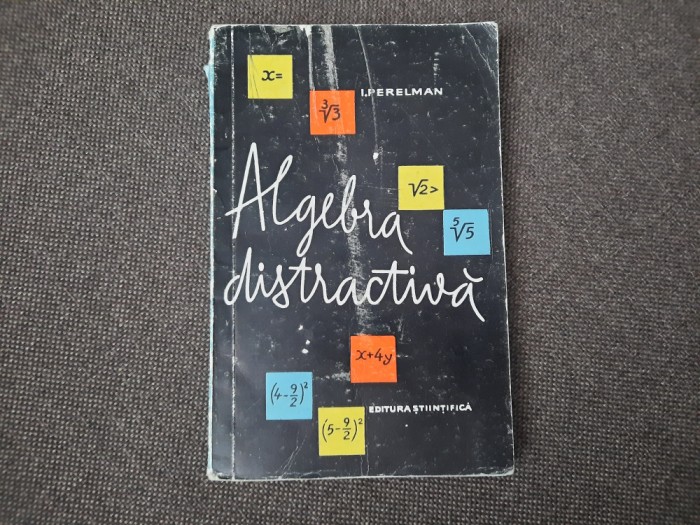 x=
I.PERELMAN
∛3
Algebra
√2>
⁵√5
distractivă
x+4y
(4-9/2)²
EDITURA ȘTIINȚIFICĂ
(5-9/2)²